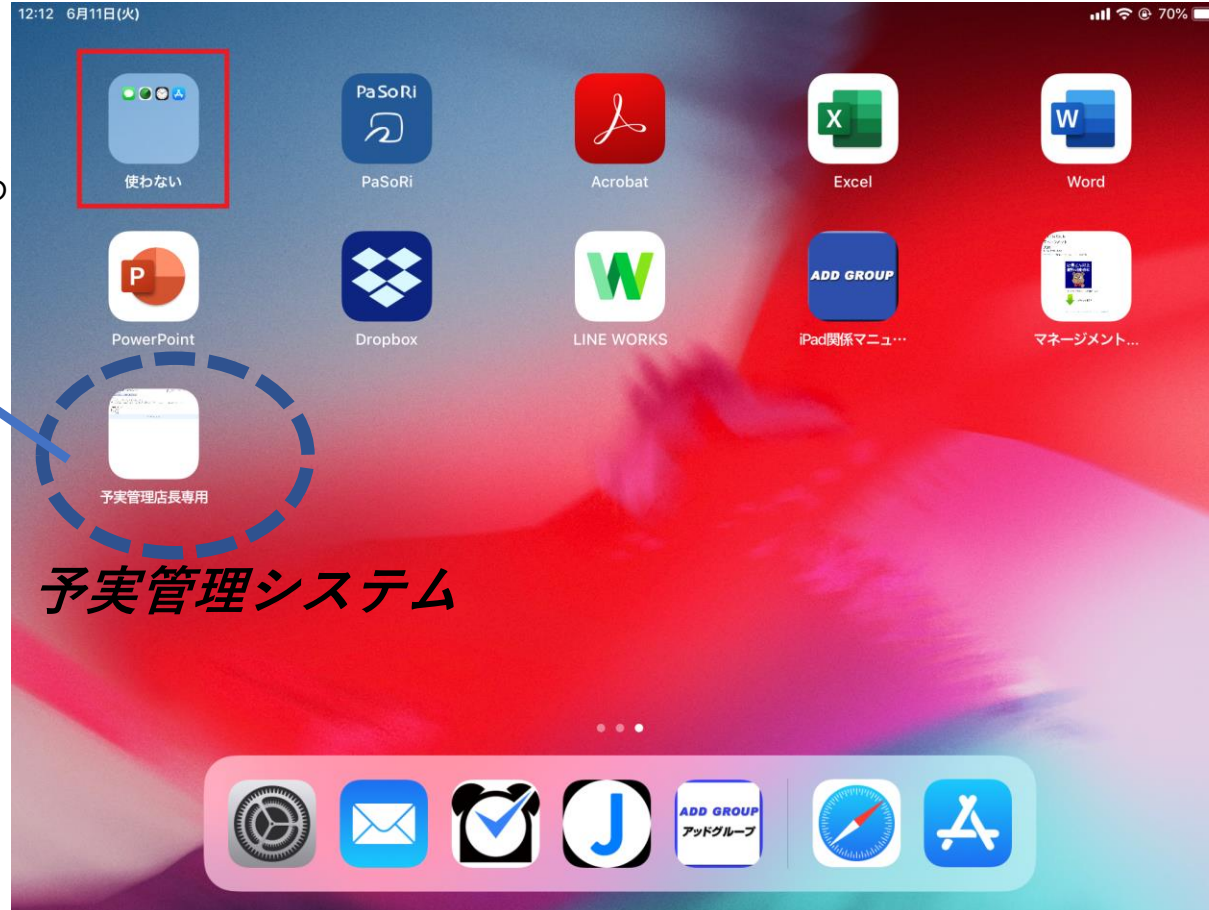 12:12 6月11日(火)
70%
使わない
PaSoRi
PaSoRi
Acrobat
X
Excel
W
Word
P
PowerPoint
Dropbox
W
LINE WORKS
ADD GROUP
iPad関係マニュ…
マネージメント...
予実管理店長専用
予実管理システム
J
ADD GROUP
アッドグループ